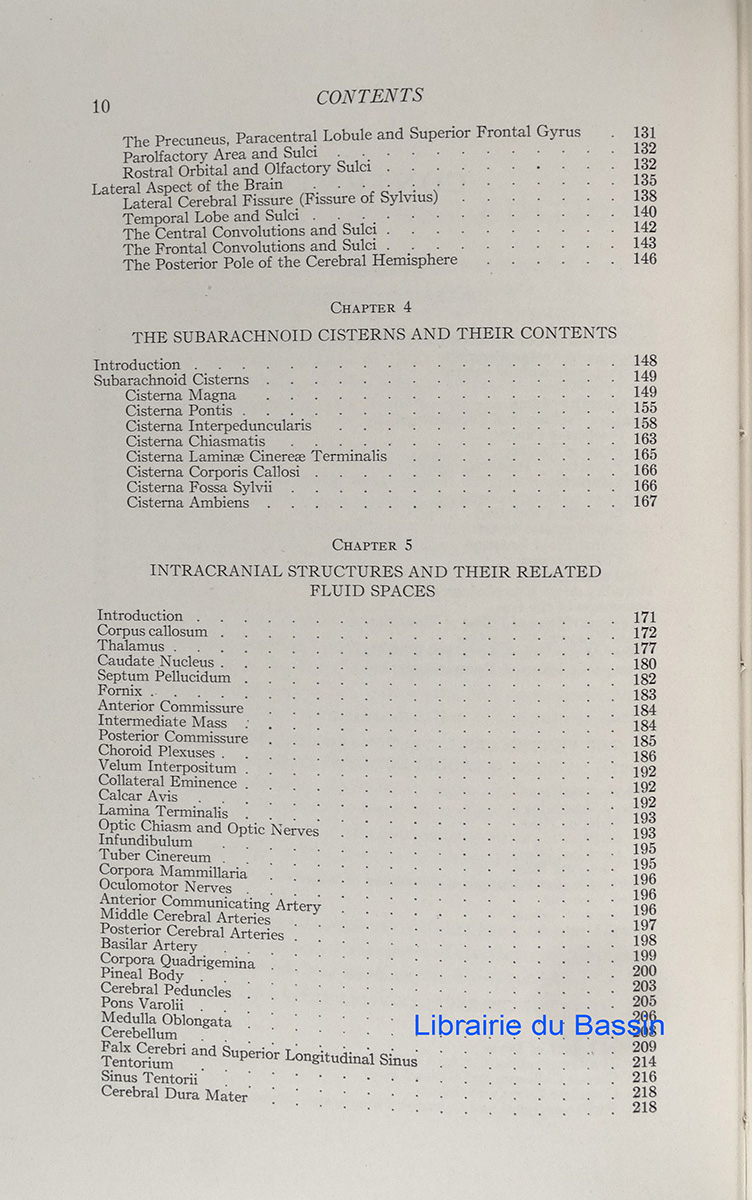 10 CONTENTS
The Precuneus, Paracentral Lobule and Superior Frontal Gyrus . 131
Parolfactory Area and Sulci . . . . . . . . . . . . 132
Rostral Orbital and Olfactory Sulci . . . . . . . . . . 132
Lateral Aspect of the Brain . . . . . . . . . . . . . 135
Lateral Cerebral Fissure (Fissure of Sylvius) . . . . . . . 138
Temporal Lobe and Sulci . . . . . . . . . . . . . 140
The Central Convolutions and Sulci . . . . . . . . . . 142
The Frontal Convolutions and Sulci . . . . . . . . . . 143
The Posterior Pole of the Cerebral Hemisphere . . . . . . 146
CHAPTER 4
THE SUBARACHNOID CISTERNS AND THEIR CONTENTS
Introduction . . . . . . . . . . . . . . . . . . 148
Subarachnoid Cisterns . . . . . . . . . . . . . . . 149
Cisterna Magna . . . . . . . . . . . . . . . 149
Cisterna Pontis . . . . . . . . . . . . . . . . 155
Cisterna Interpeduncularis . . . . . . . . . . . . 158
Cisterna Chiasmatis . . . . . . . . . . . . . . 163
Cisterna Laminæ Cinereæ Terminalis . . . . . . . . . 165
Cisterna Corporis Callosi . . . . . . . . . . . . . 166
Cisterna Fossa Sylvii . . . . . . . . . . . . . . 166
Cisterna Ambiens . . . . . . . . . . . . . . . 167
CHAPTER 5
INTRACRANIAL STRUCTURES AND THEIR RELATED
FLUID SPACES
Introduction . . . . . . . . . . . . . . . . . . 171
Corpus callosum . . . . . . . . . . . . . . . . . 172
Thalamus . . . . . . . . . . . . . . . . . . . 177
Caudate Nucleus . . . . . . . . . . . . . . . . . 180
Septum Pellucidum . . . . . . . . . . . . . . . . 182
Fornix . . . . . . . . . . . . . . . . . . . . 183
Anterior Commissure . . . . . . . . . . . . . . . 184
Intermediate Mass . . . . . . . . . . . . . . . . 184
Posterior Commissure . . . . . . . . . . . . . . . 185
Choroid Plexuses . . . . . . . . . . . . . . . . . 186
Velum Interpositum . . . . . . . . . . . . . . . . 192
Collateral Eminence . . . . . . . . . . . . . . . . 192
Calcar Avis . . . . . . . . . . . . . . . . . . 192
Lamina Terminalis . . . . . . . . . . . . . . . . 193
Optic Chiasm and Optic Nerves . . . . . . . . . . . . 193
Infundibulum . . . . . . . . . . . . . . . . . 195
Tuber Cinereum . . . . . . . . . . . . . . . . . 195
Corpora Mammillaria . . . . . . . . . . . . . . . 196
Oculomotor Nerves . . . . . . . . . . . . . . . . 196
Anterior Communicating Artery . . . . . . . . . . . . 196
Middle Cerebral Arteries . . . . . . . . . . . . . . 197
Posterior Cerebral Arteries . . . . . . . . . . . . . . 198
Basilar Artery . . . . . . . . . . . . . . . . . 199
Corpora Quadrigemina . . . . . . . . . . . . . . . 200
Pineal Body . . . . . . . . . . . . . . . . . . 203
Cerebral Peduncles . . . . . . . . . . . . . . . . 205
Pons Varolii . . . . . . . . . . . . . . . . . . 206
Medulla Oblongata . . . . . . . . . . . . . . . .
Cerebellum . . . . . . . . . . . . . . . . . . 209
Falx Cerebri and Superior Longitudinal Sinus . . . . . . . . 214
Tentorium . . . . . . . . . . . . . . . . . . 216
Sinus Tentorii . . . . . . . . . . . . . . . . . 218
Cerebral Dura Mater . . . . . . . . . . . . . . . 218
Librairie du Bassin